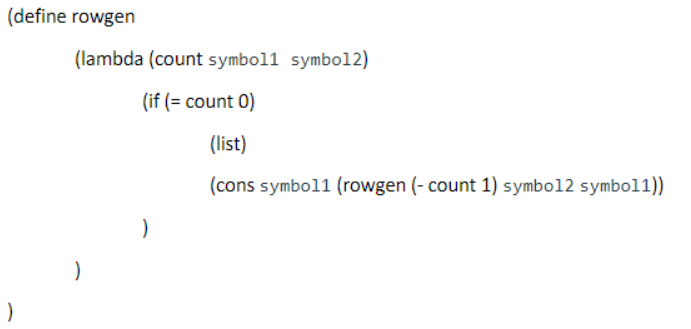 (define rowgen
(lambda (count symbol1 symbol2)
(if (= count 0)
(list)
(cons symbol1 (rowgen (- count 1) symbol2 symbol1))
)
)
)